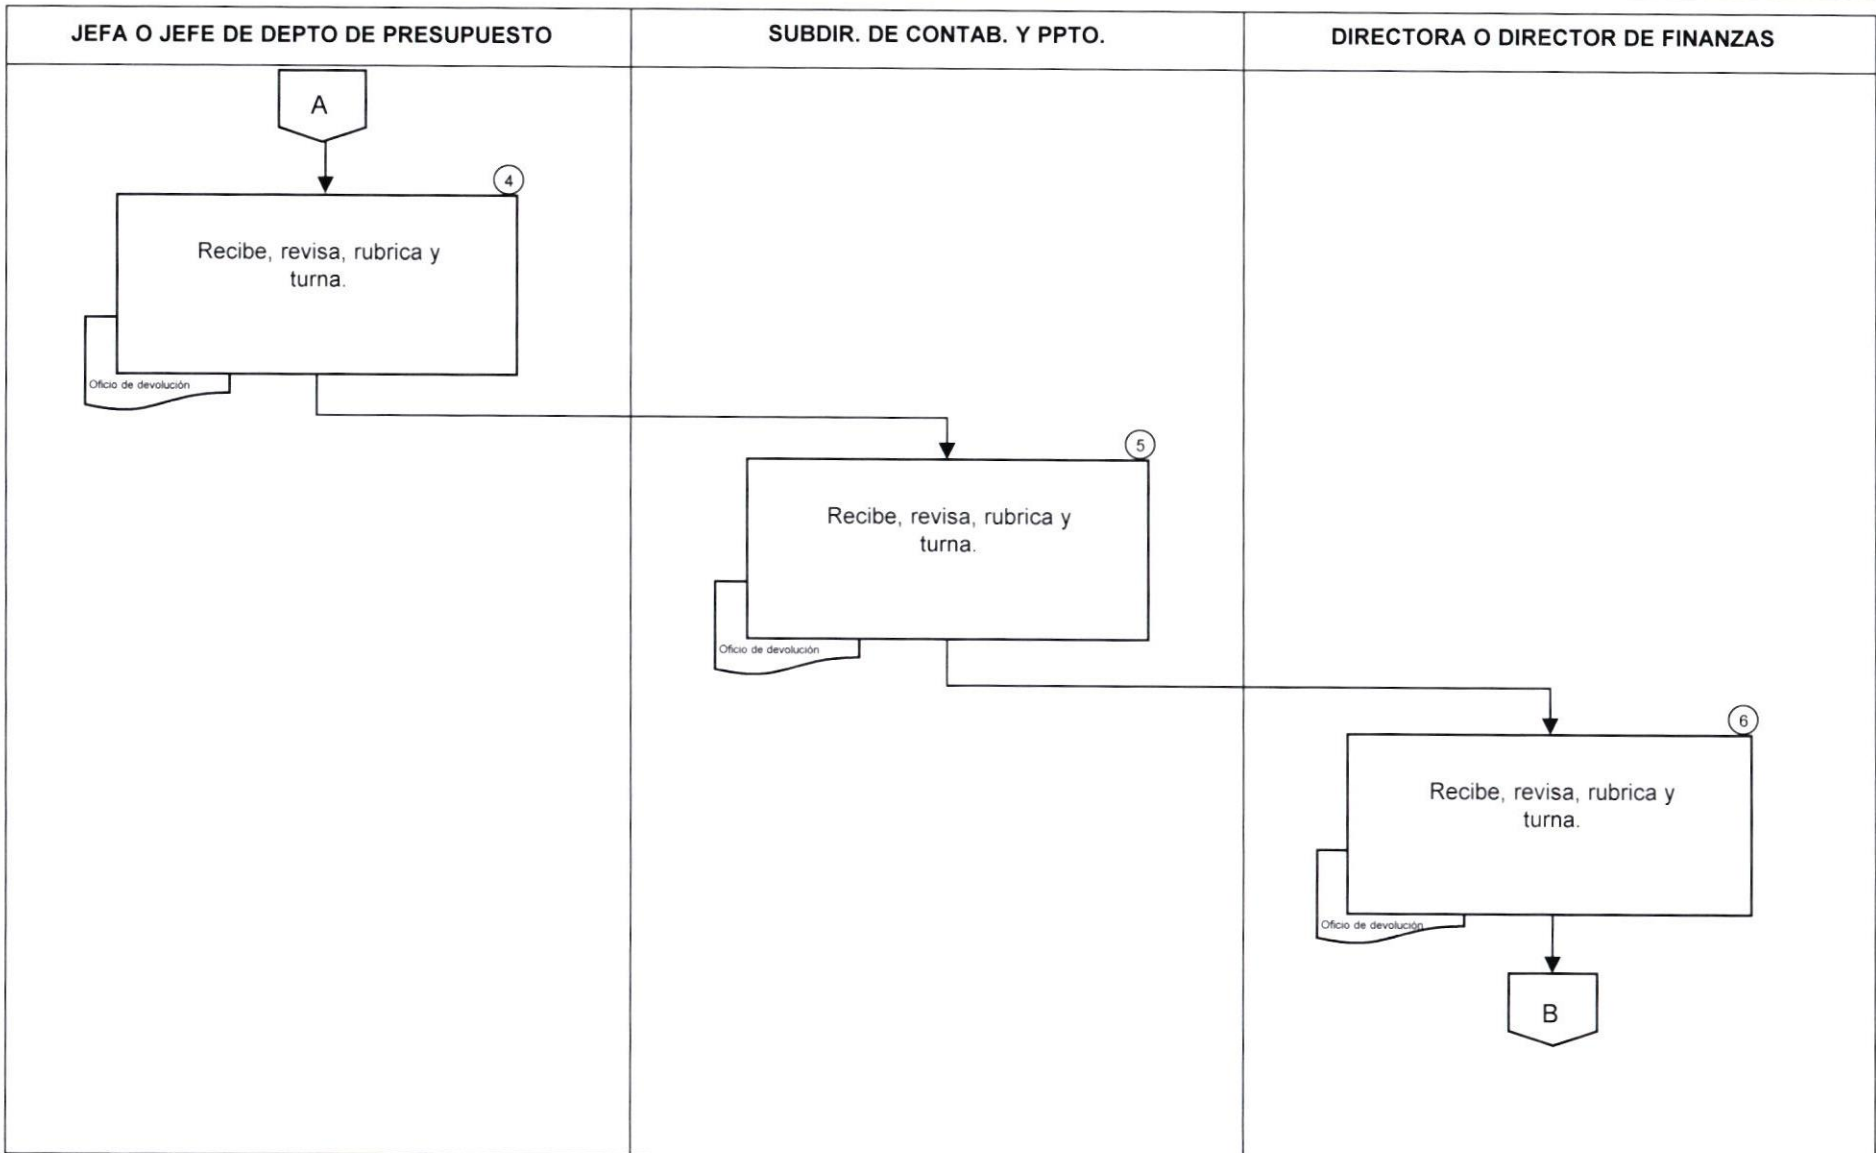 JEFA O JEFE DE DEPTO DE PRESUPUESTO
SUBDIR. DE CONTAB. Y PPTO.
DIRECTORA O DIRECTOR DE FINANZAS
A
4
Recibe, revisa, rubrica y
turna.
Oficio de devolución
5
Recibe, revisa, rubrica y
turna.
Oficio de devolución
6
Recibe, revisa, rubrica y
turna.
Oficio de devolución
B